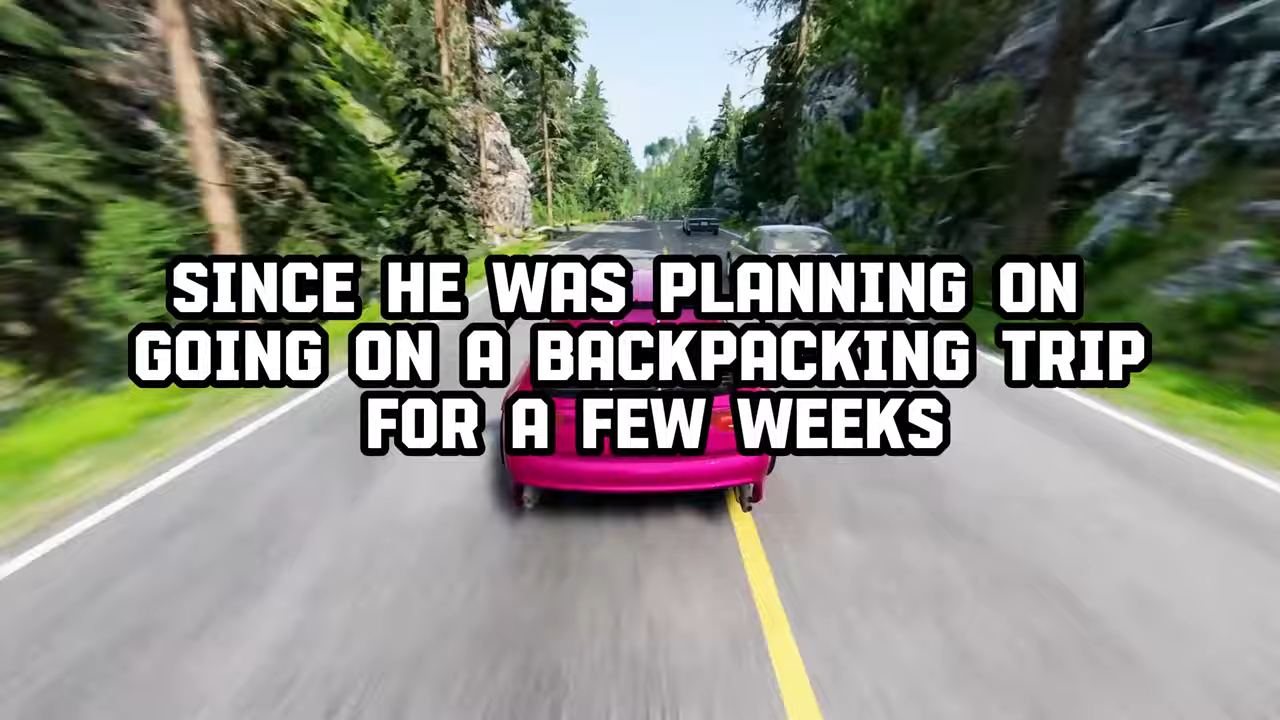 SINCE HE WAS PLANNING ON
GOING ON A BACKPACKING TRIP
FOR A FEW WEEKS